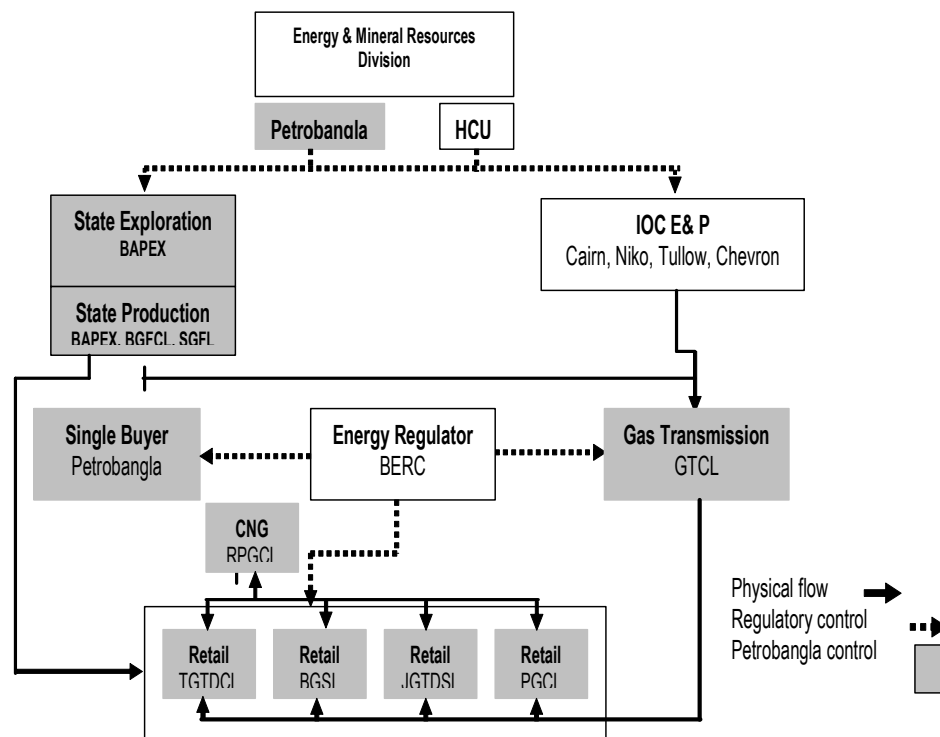 Energy & Mineral Resources
Division
Petrobangla
HCU
State Exploration
BAPEX
IOC E& P
Cairn, Niko, Tullow, Chevron
State Production
BAPEX, BGFCL, SGFL
Single Buyer
Petrobangla
Energy Regulator
BERC
Gas Transmission
GTCL
CNG
RPGCL
Physical flow
Regulatory control
Petrobangla control
Retail
TGTDCL
Retail
BGSL
Retail
JGTDSL
Retail
PGCL